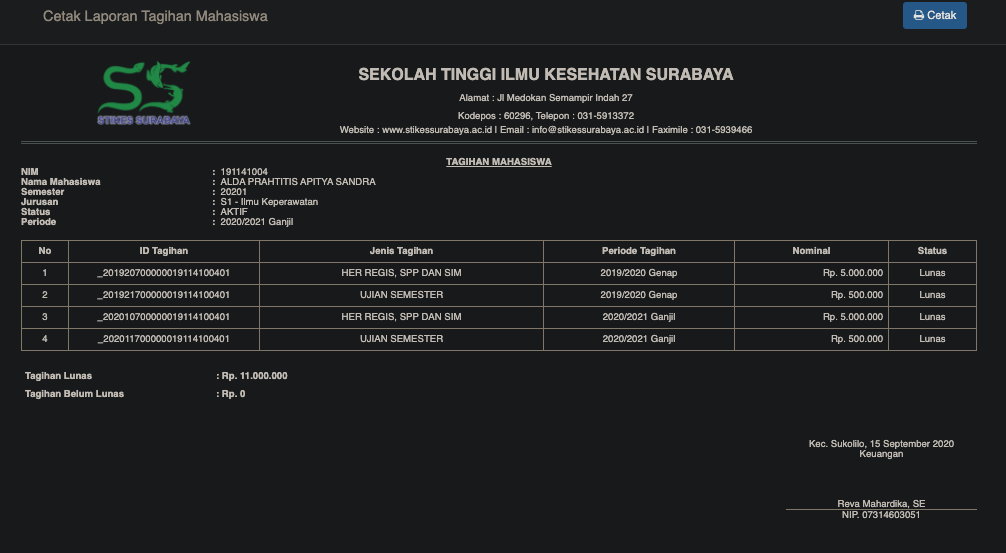 Cetak Laporan Tagihan Mahasiswa
Cetak
SS
STIKES SURABAYA
SEKOLAH TINGGI ILMU KESEHATAN SURABAYA
Alamat : Jl Medokan Semampir Indah 27
Kodepos : 60296, Telepon : 031-5913372
Website : www.stikessurabaya.ac.id I Email : info@stikessurabaya.ac.id I Faximile : 031-5939466
TAGIHAN MAHASISWA
NIM : 191141004
Nama Mahasiswa : ALDA PRAHTITIS APITYA SANDRA
Semester : 20201
Jurusan : S1 - Ilmu Keperawatan
Status : AKTIF
Periode : 2020/2021 Ganjil
No ID Tagihan Jenis Tagihan Periode Tagihan Nominal Status
1 _201920700000019114100401 HER REGIS, SPP DAN SIM 2019/2020 Genap Rp. 5.000.000 Lunas
2 _201921700000019114100401 UJIAN SEMESTER 2019/2020 Genap Rp. 500.000 Lunas
3 _202010700000019114100401 HER REGIS, SPP DAN SIM 2020/2021 Ganjil Rp. 5.000.000 Lunas
4 _202011700000019114100401 UJIAN SEMESTER 2020/2021 Ganjil Rp. 500.000 Lunas
Tagihan Lunas : Rp. 11.000.000
Tagihan Belum Lunas : Rp. 0
Kec. Sukolilo, 15 September 2020
Keuangan
Reva Mahardika, SE
NIP. 07314603051